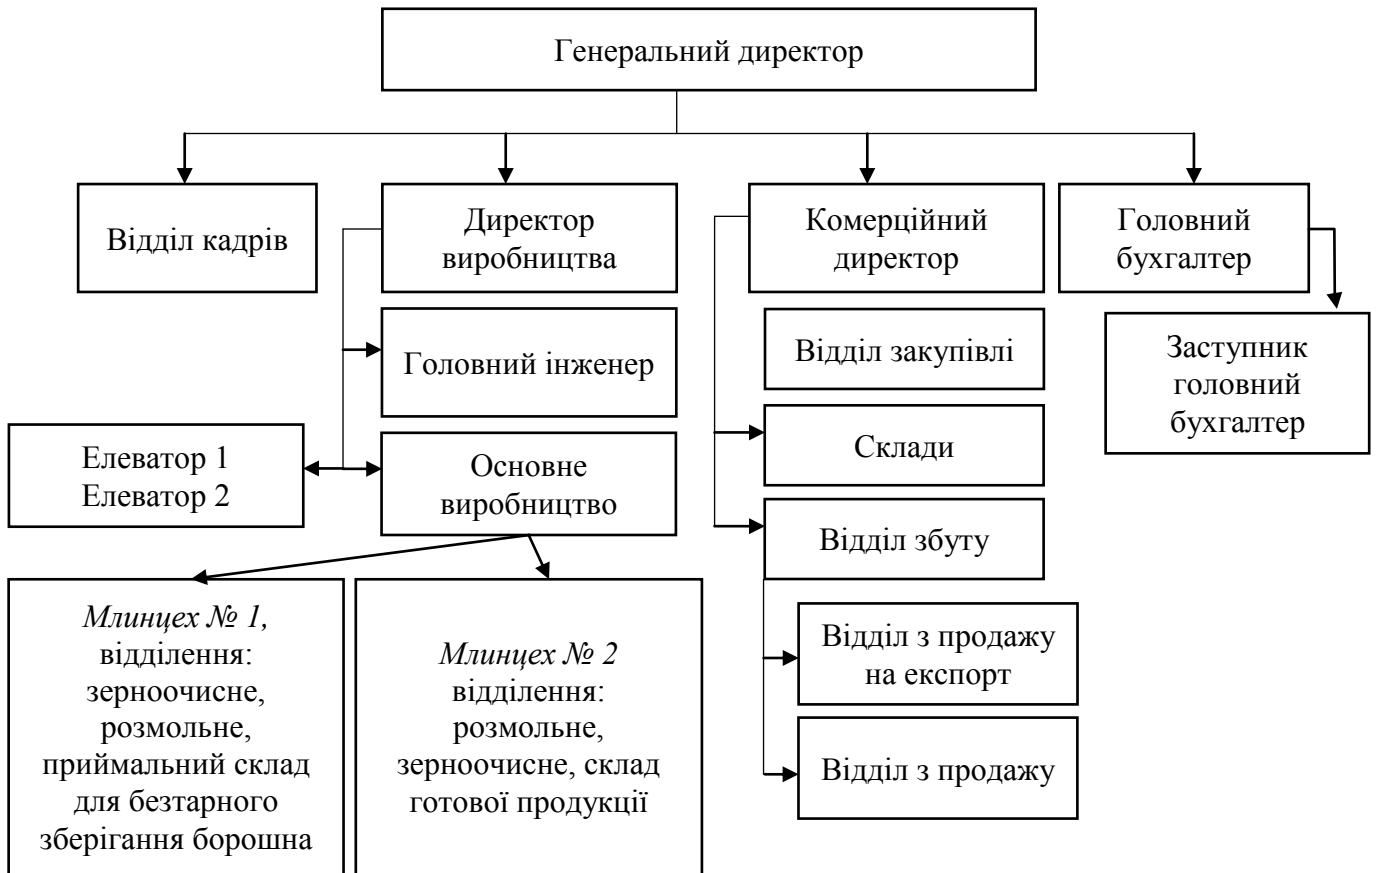 Генеральний директор
Відділ кадрів
Директор
виробництва
Комерційний
директор
Головний
бухгалтер
Головний інженер
Відділ закупівлі
Заступник
головний
бухгалтер
Елеватор 1
Елеватор 2
Основне
виробництво
Склади
Відділ збуту
Млинцех № 1,
відділення:
зерноочисне,
розмольне,
приймальний склад
для безтарного
зберігання борошна
Млинцех № 2
відділення:
розмольне,
зерноочисне, склад
готової продукції
Відділ з продажу
на експорт
Відділ з продажу